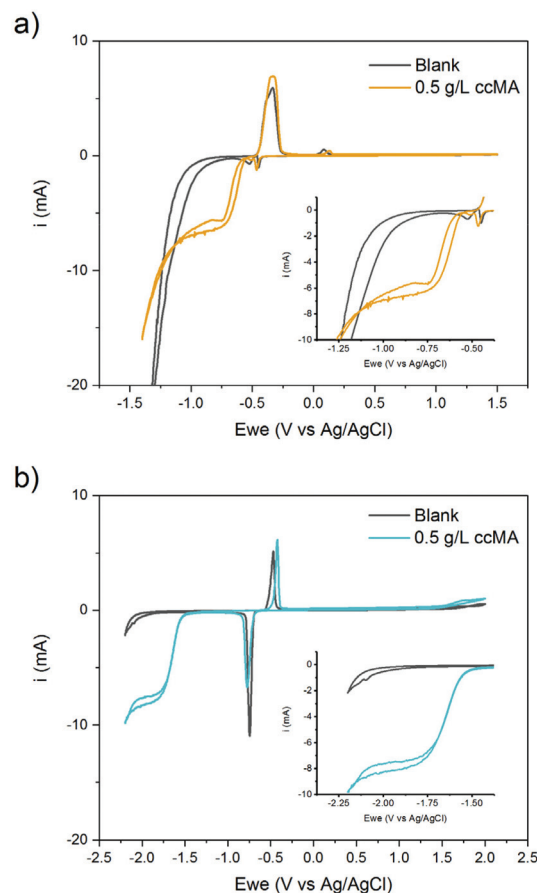 a)
10
Blank
0.5 g/L ccMA
0
i (mA)
-10
-20
0
-2
-4
-6
-8
-10
i (mA)
-1.25 -1.00 -0.75 -0.50
Ewe (V vs Ag/AgCl)
-1.5 -1.0 -0.5 0.0 0.5 1.0 1.5
Ewe (V vs Ag/AgCl)
b)
10
Blank
0.5 g/L ccMA
0
i (mA)
-10
-20
0
-2
-4
-6
-8
-10
i (mA)
-2.25 -2.00 -1.75 -1.50
Ewe (V vs Ag/AgCl)
-2.5 -2.0 -1.5 -1.0 -0.5 0.0 0.5 1.0 1.5 2.0 2.5
Ewe (V vs Ag/AgCl)